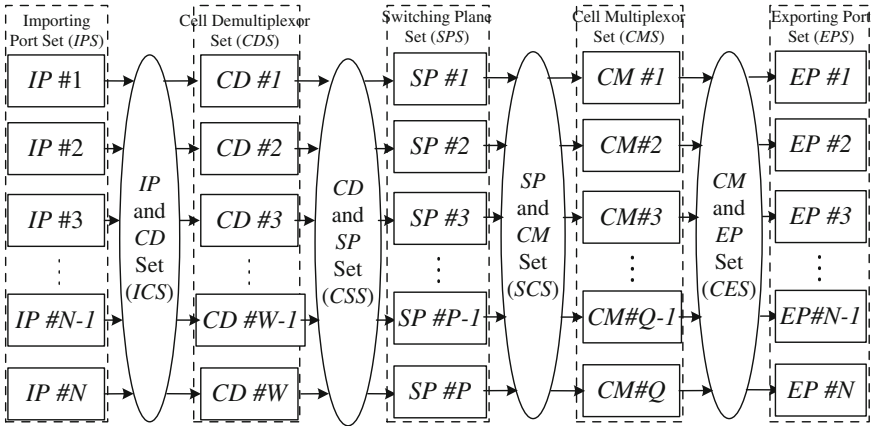 Importing
Port Set (IPS)
IP #1
IP #2
IP #3
IP #N-1
IP #N
IP
and
CD
Set
(ICS)
Cell Demultiplexor
Set (CDS)
CD #1
CD #2
CD #3
CD #W-1
CD #W
CD
and
SP
Set
(CSS)
Switching Plane
Set (SPS)
SP #1
SP #2
SP #3
SP #P-1
SP #P
SP
and
CM
Set
(SCS)
Cell Multiplexor
Set (CMS)
CM #1
CM#2
CM#3
CM#Q-1
CM#Q
CM
and
EP
Set
(CES)
Exporting Port
Set (EPS)
EP #1
EP #2
EP #3
EP#N-1
EP #N